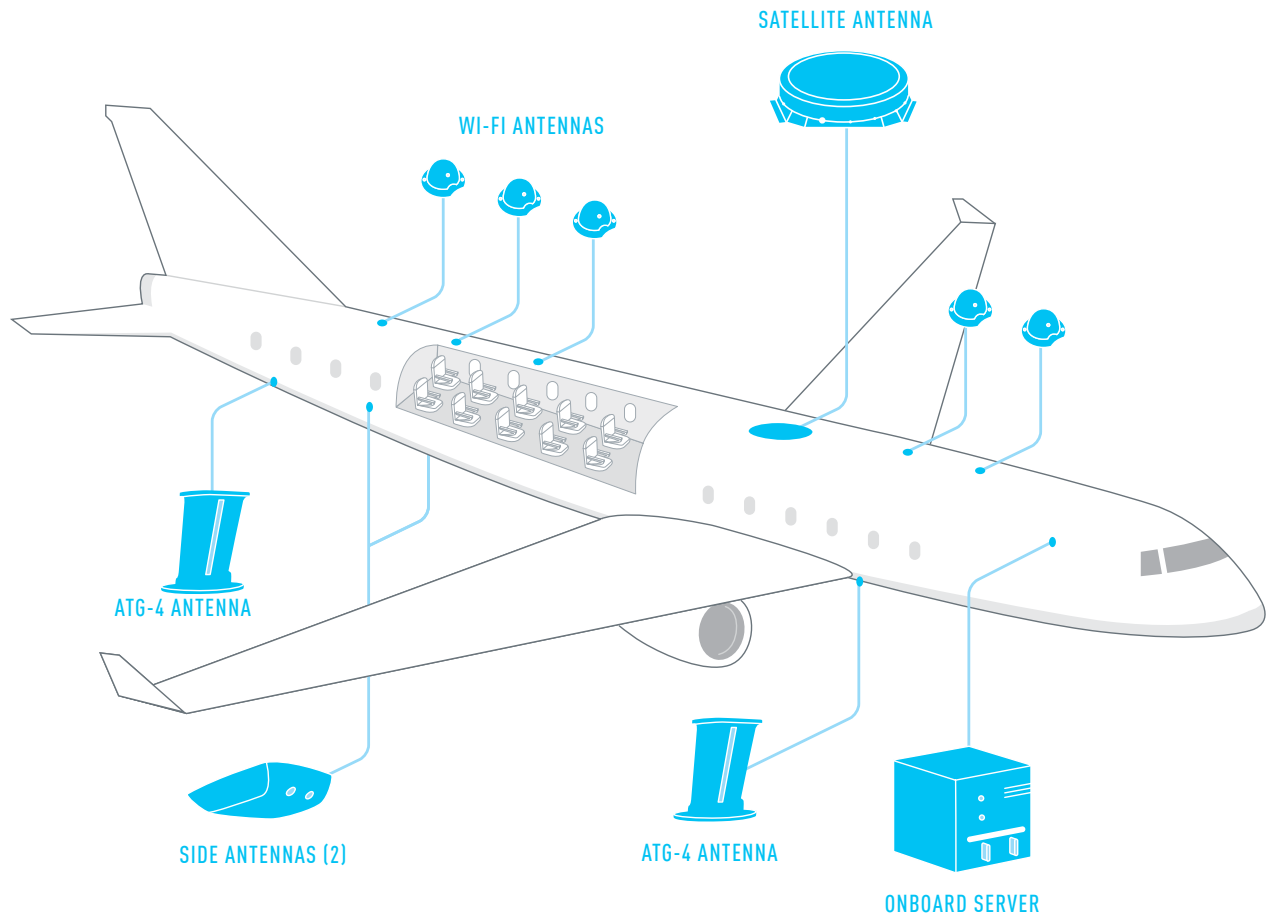 SATELLITE ANTENNA
WI-FI ANTENNAS
ATG-4 ANTENNA
SIDE ANTENNAS (2)
ATG-4 ANTENNA
ONBOARD SERVER